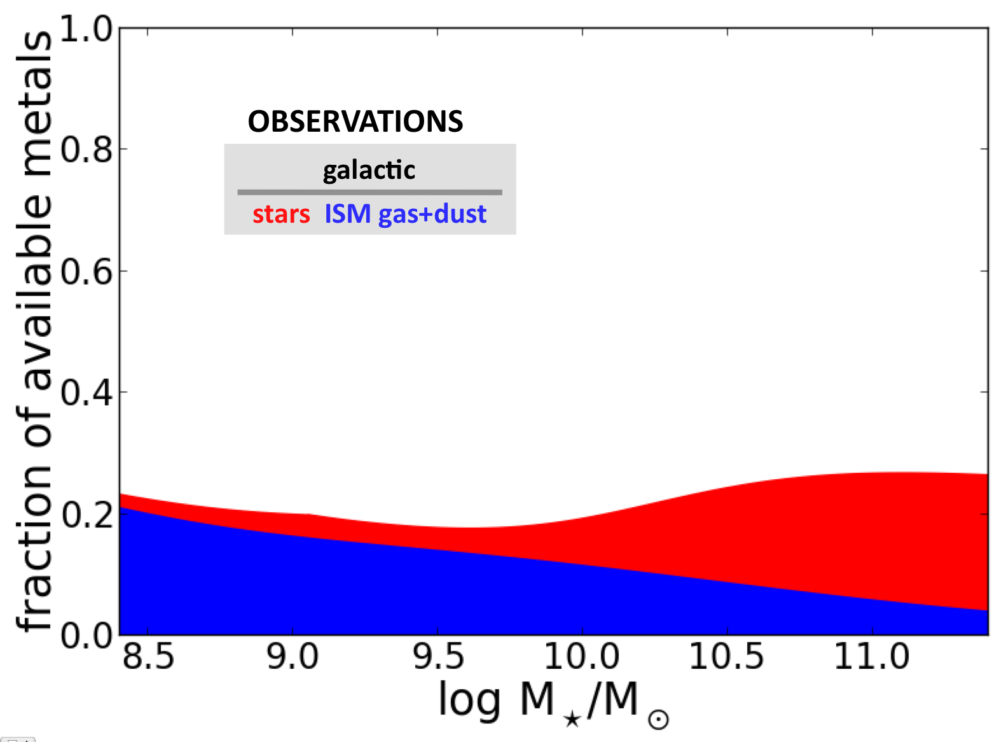 fraction of available metals
1.0
0.8
0.6
0.4
0.2
0.0
OBSERVATIONS
galactic
stars ISM gas+dust
8.5 9.0 9.5 10.0 10.5 11.0
log M★/M⊙